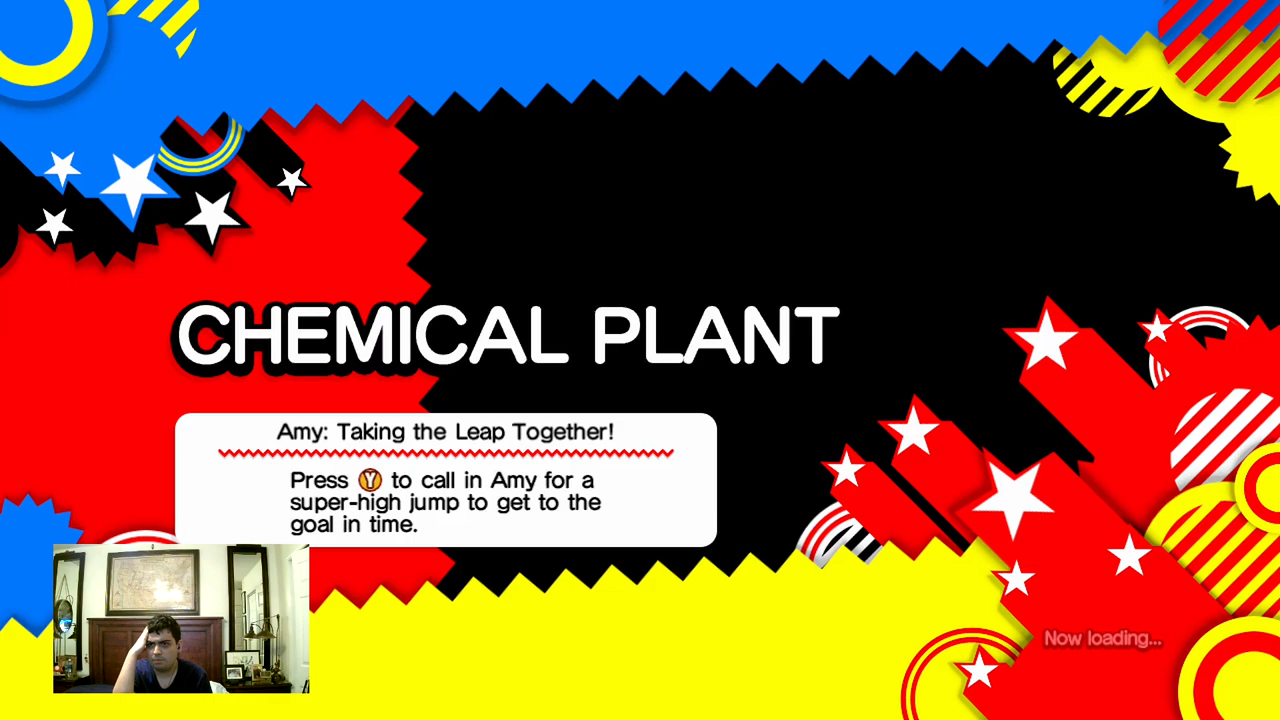 CHEMICAL PLANT
Amy: Taking the Leap Together!
Press Y to call in Amy for a
super-high jump to get to the
goal in time.
Now loading...